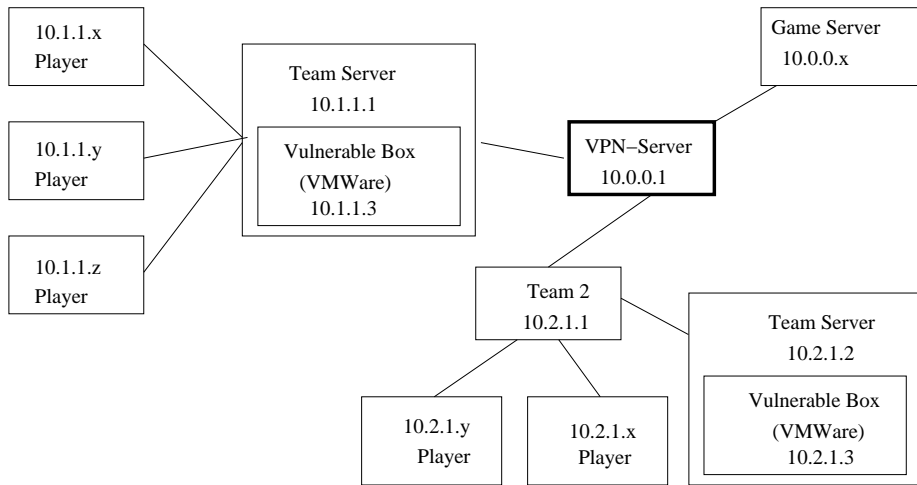 10.1.1.x
Player
10.1.1.y
Player
10.1.1.z
Player
Team Server
10.1.1.1
Vulnerable Box
(VMWare)
10.1.1.3
VPN−Server
10.0.0.1
Game Server
10.0.0.x
Team 2
10.2.1.1
10.2.1.y
Player
10.2.1.x
Player
Team Server
10.2.1.2
Vulnerable Box
(VMWare)
10.2.1.3